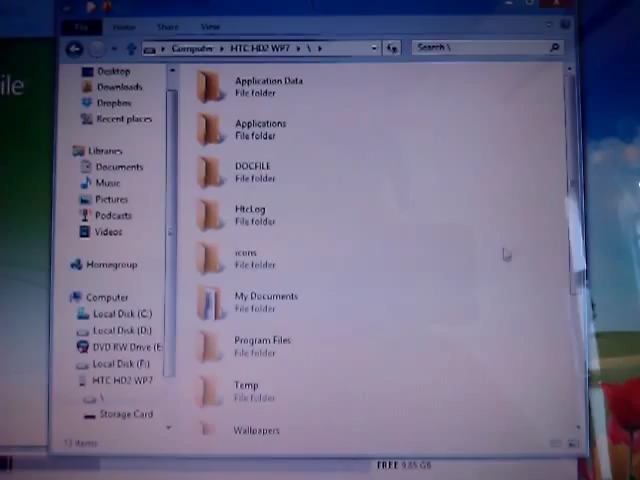 File Home Share View
Computer HTC HD2 WP7 \ Search \
ile
Desktop
Downloads
Dropbox
Recent places
Libraries
Documents
Music
Pictures
Podcasts
Videos
Homegroup
Computer
Local Disk (C:)
Local Disk (D:)
DVD RW Drive (E
Local Disk (F:)
HTC HD2 WP7
\
Storage Card
Application Data
File folder
Applications
File folder
DOCFILE
File folder
HtcLog
File folder
icons
File folder
My Documents
File folder
Program Files
File folder
Temp
File folder
Wallpapers
13 items
FREE 9.85 GB